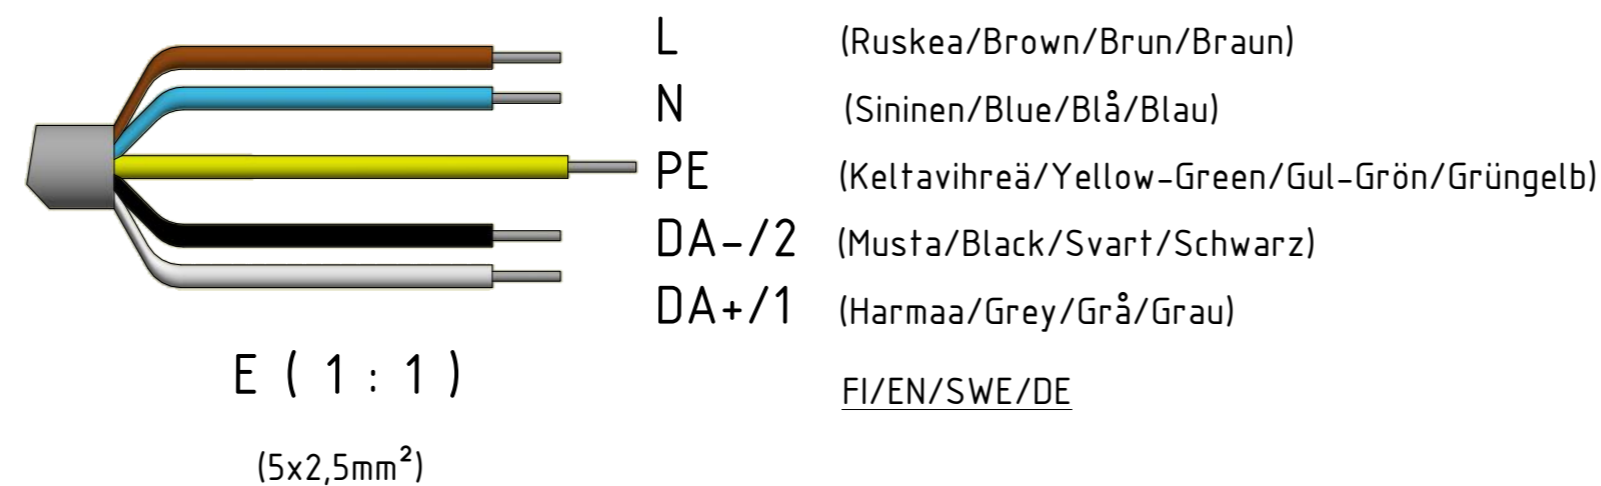 L (Ruskea/Brown/Brun/Braun)
N (Sininen/Blue/Blå/Blau)
PE (Keltavihreä/Yellow-Green/Gul-Grön/Grüngelb)
DA-/2 (Musta/Black/Svart/Schwarz)
DA+/1 (Harmaa/Grey/Grå/Grau)
E ( 1 : 1 )
FI/EN/SWE/DE
(5x2,5mm²)